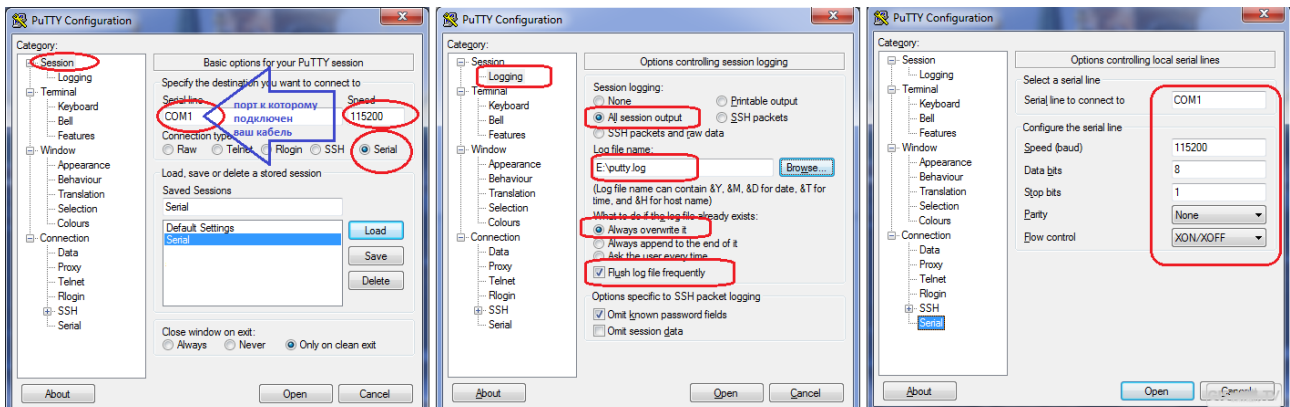 PuTTY Configuration
Category:
Session
Logging
Terminal
Keyboard
Bell
Features
Window
Appearance
Behaviour
Translation
Selection
Colours
Connection
Data
Proxy
Telnet
Rlogin
SSH
Serial
Basic options for your PuTTY session
Specify the destination you want to connect to
Serial line
Speed
COM1
115200
порт к которому
подключен
ваш кабель
Connection type
Raw Telnet Rlogin SSH Serial
Load, save or delete a stored session
Saved Sessions
Serial
Default Settings
Serial
Load
Save
Delete
Close window on exit:
Always Never Only on clean exit
About
Open
Cancel
PuTTY Configuration
Category:
Session
Logging
Terminal
Keyboard
Bell
Features
Window
Appearance
Behaviour
Translation
Selection
Colours
Connection
Data
Proxy
Telnet
Rlogin
SSH
Serial
Options controlling session logging
Session logging:
None
Printable output
All session output
SSH packets
SSH packets and raw data
Log file name:
E:\putty.log
Browse...
(Log file name can contain &Y, &M, &D for date, &T for
time, and &H for host name)
What to do if the log file already exists:
Always overwrite it
Always append to the end of it
Ask the user every time
Flush log file frequently
Options specific to SSH packet logging
Omit known password fields
Omit session data
About
Open
Cancel
PuTTY Configuration
Category:
Session
Logging
Terminal
Keyboard
Bell
Features
Window
Appearance
Behaviour
Translation
Selection
Colours
Connection
Data
Proxy
Telnet
Rlogin
SSH
Serial
Options controlling local serial lines
Select a serial line
Serial line to connect to
COM1
Configure the serial line
Speed (baud)
115200
Data bits
8
Stop bits
1
Parity
None
Flow control
XON/XOFF
About
Open
Cancel